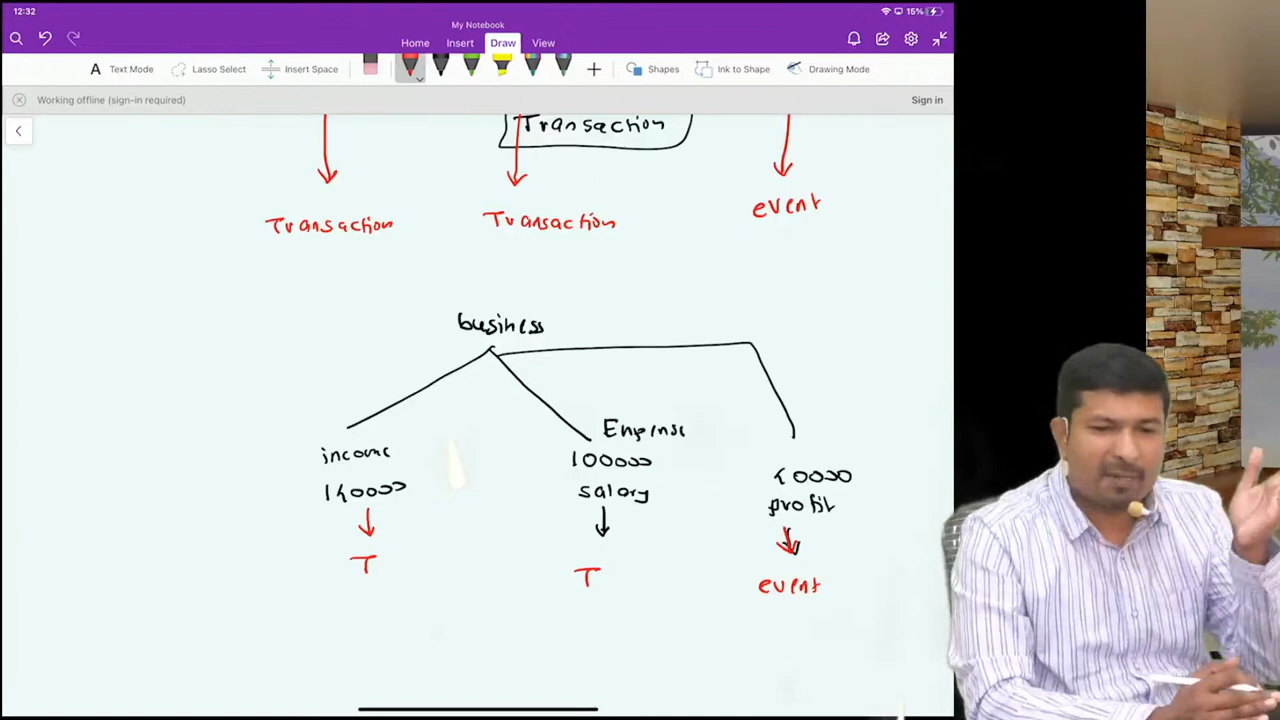 12:32
15%
My Notebook
Home Insert Draw View
Text Mode Lasso Select Insert Space Shapes Ink to Shape Drawing Mode
Working offline (sign-in required) Sign in
Transaction
Transaction Transaction event
business
income Expense
100000
salary
profit
T T event